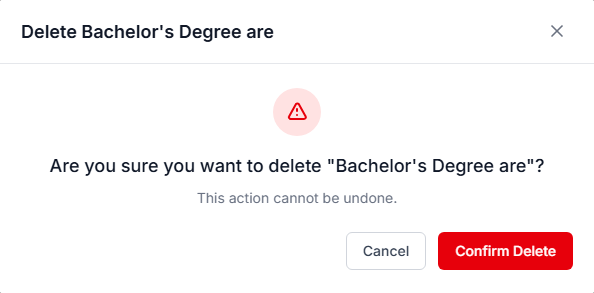 Delete Bachelor's Degree are
Are you sure you want to delete "Bachelor's Degree are"?
This action cannot be undone.
Cancel
Confirm Delete